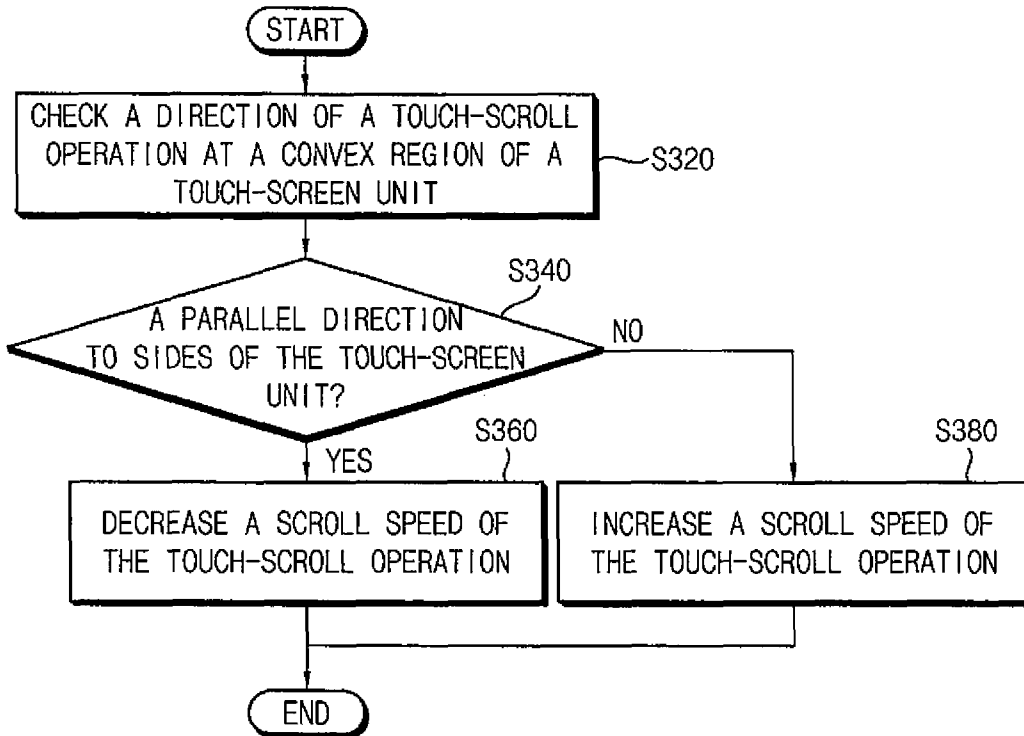 START
CHECK A DIRECTION OF A TOUCH-SCROLL
OPERATION AT A CONVEX REGION OF A
TOUCH-SCREEN UNIT
S320
S340
A PARALLEL DIRECTION
TO SIDES OF THE TOUCH-SCREEN
UNIT?
NO
YES
S360
DECREASE A SCROLL SPEED OF
THE TOUCH-SCROLL OPERATION
S380
INCREASE A SCROLL SPEED OF
THE TOUCH-SCROLL OPERATION
END